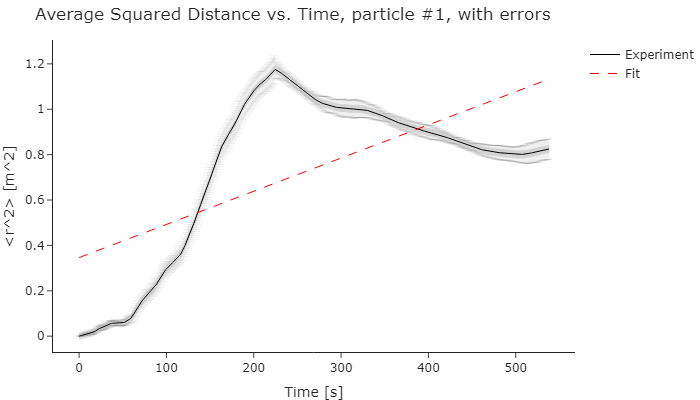 Average Squared Distance vs. Time, particle #1, with errors
Experiment
Fit
1.2
1
0.8
0.6
0.4
0.2
0
<r^2> [m^2]
0
100
200
300
400
500
Time [s]